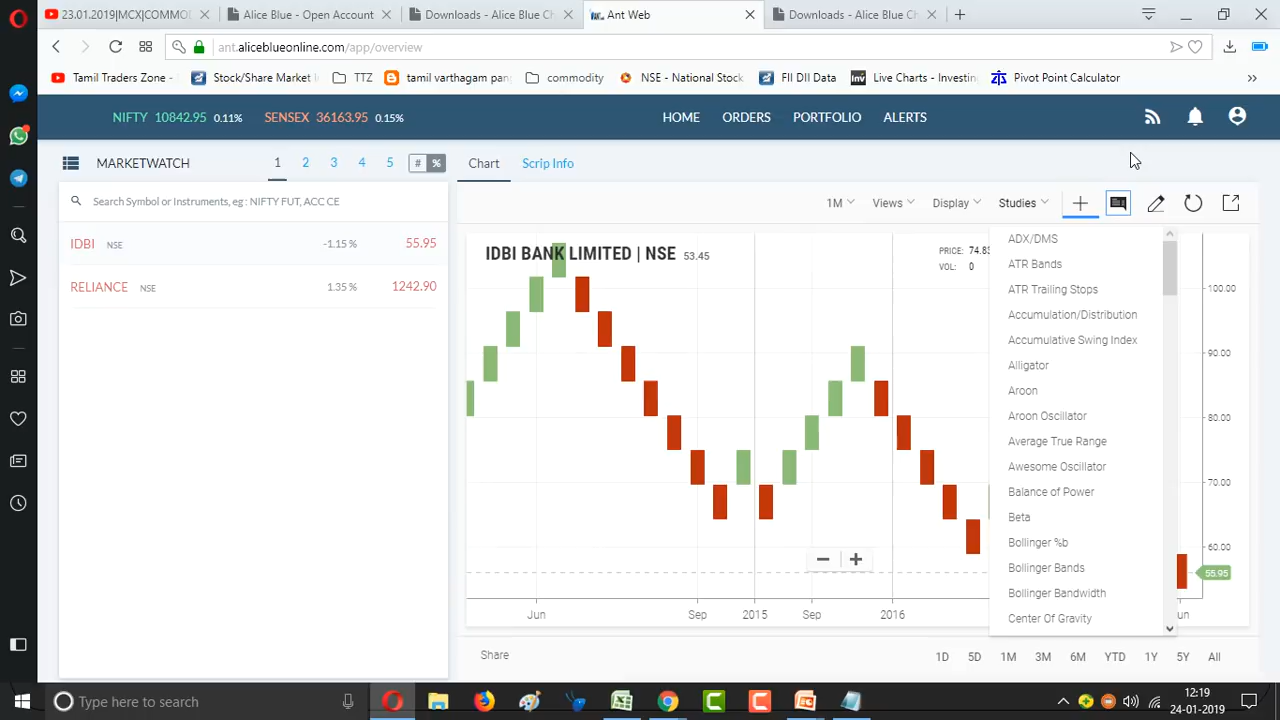 23.01.2019|MCX|COMMOD
Alice Blue - Open Account
Downloads - Alice Blue Ch
Ant Web
Downloads - Alice Blue Ch
ant.aliceblueonline.com/app/overview
Tamil Traders Zone -
Stock/Share Market I
TTZ
tamil varthagam pan
commodity
NSE - National Stock
FII DII Data
Live Charts - Investin
Pivot Point Calculator
NIFTY 10842.95 0.11% SENSEX 36163.95 0.15%
HOME ORDERS PORTFOLIO ALERTS
MARKETWATCH 1 2 3 4 5 # %
Chart Scrip Info
Search Symbol or Instruments, eg : NIFTY FUT, ACC CE
1M Views Display Studies
IDBI NSE -1.15 % 55.95
RELIANCE NSE 1.35 % 1242.90
IDBI BANK LIMITED | NSE 53.45
PRICE: 74.83
VOL: 0
ADX/DMS
ATR Bands
ATR Trailing Stops
Accumulation/Distribution
Accumulative Swing Index
Alligator
Aroon
Aroon Oscillator
Average True Range
Awesome Oscillator
Balance of Power
Beta
Bollinger %b
Bollinger Bands
Bollinger Bandwidth
Center Of Gravity
100.00
90.00
80.00
70.00
60.00
55.95
Jun Sep 2015 Sep 2016 Jun
Share
1D 5D 1M 3M 6M YTD 1Y 5Y All
Type here to search
12:19
24-01-2019